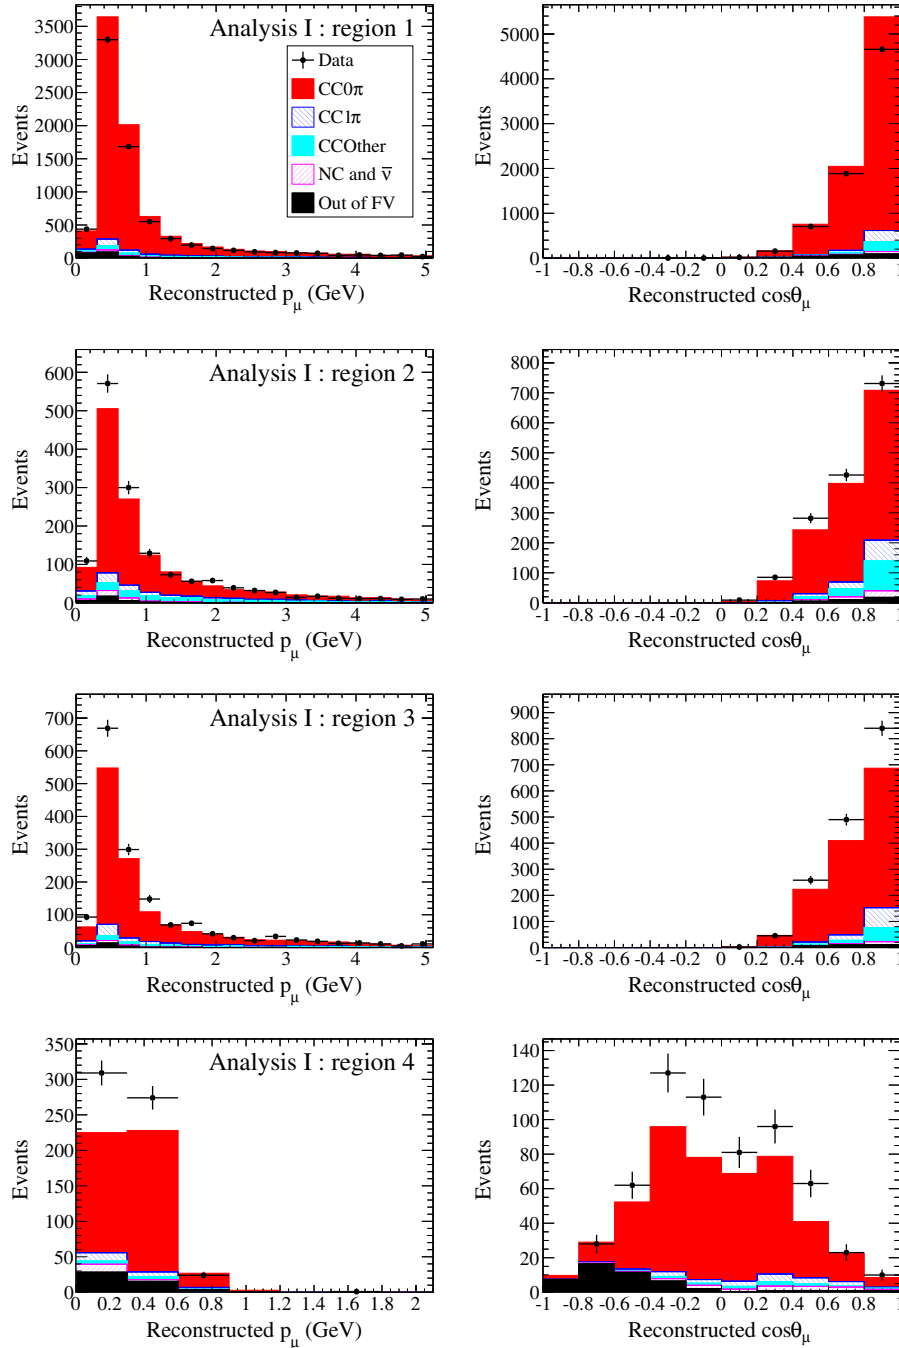 Analysis I : region 1
Data
CC0π
CC1π
CCOther
NC and ν̅
Out of FV
Events
3500
3000
2500
2000
1500
1000
500
0
0 1 2 3 4 5
Reconstructed pμ (GeV)
Events
5000
4000
3000
2000
1000
0
-1 -0.8 -0.6 -0.4 -0.2 0 0.2 0.4 0.6 0.8 1
Reconstructed cosθμ
Analysis I : region 2
Events
600
500
400
300
200
100
0
0 1 2 3 4 5
Reconstructed pμ (GeV)
Events
800
700
600
500
400
300
200
100
0
-1 -0.8 -0.6 -0.4 -0.2 0 0.2 0.4 0.6 0.8 1
Reconstructed cosθμ
Analysis I : region 3
Events
700
600
500
400
300
200
100
0
0 1 2 3 4 5
Reconstructed pμ (GeV)
Events
900
800
700
600
500
400
300
200
100
0
-1 -0.8 -0.6 -0.4 -0.2 0 0.2 0.4 0.6 0.8 1
Reconstructed cosθμ
Analysis I : region 4
Events
350
300
250
200
150
100
50
0
0 0.2 0.4 0.6 0.8 1 1.2 1.4 1.6 1.8 2
Reconstructed pμ (GeV)
Events
140
120
100
80
60
40
20
0
-1 -0.8 -0.6 -0.4 -0.2 0 0.2 0.4 0.6 0.8 1
Reconstructed cosθμ